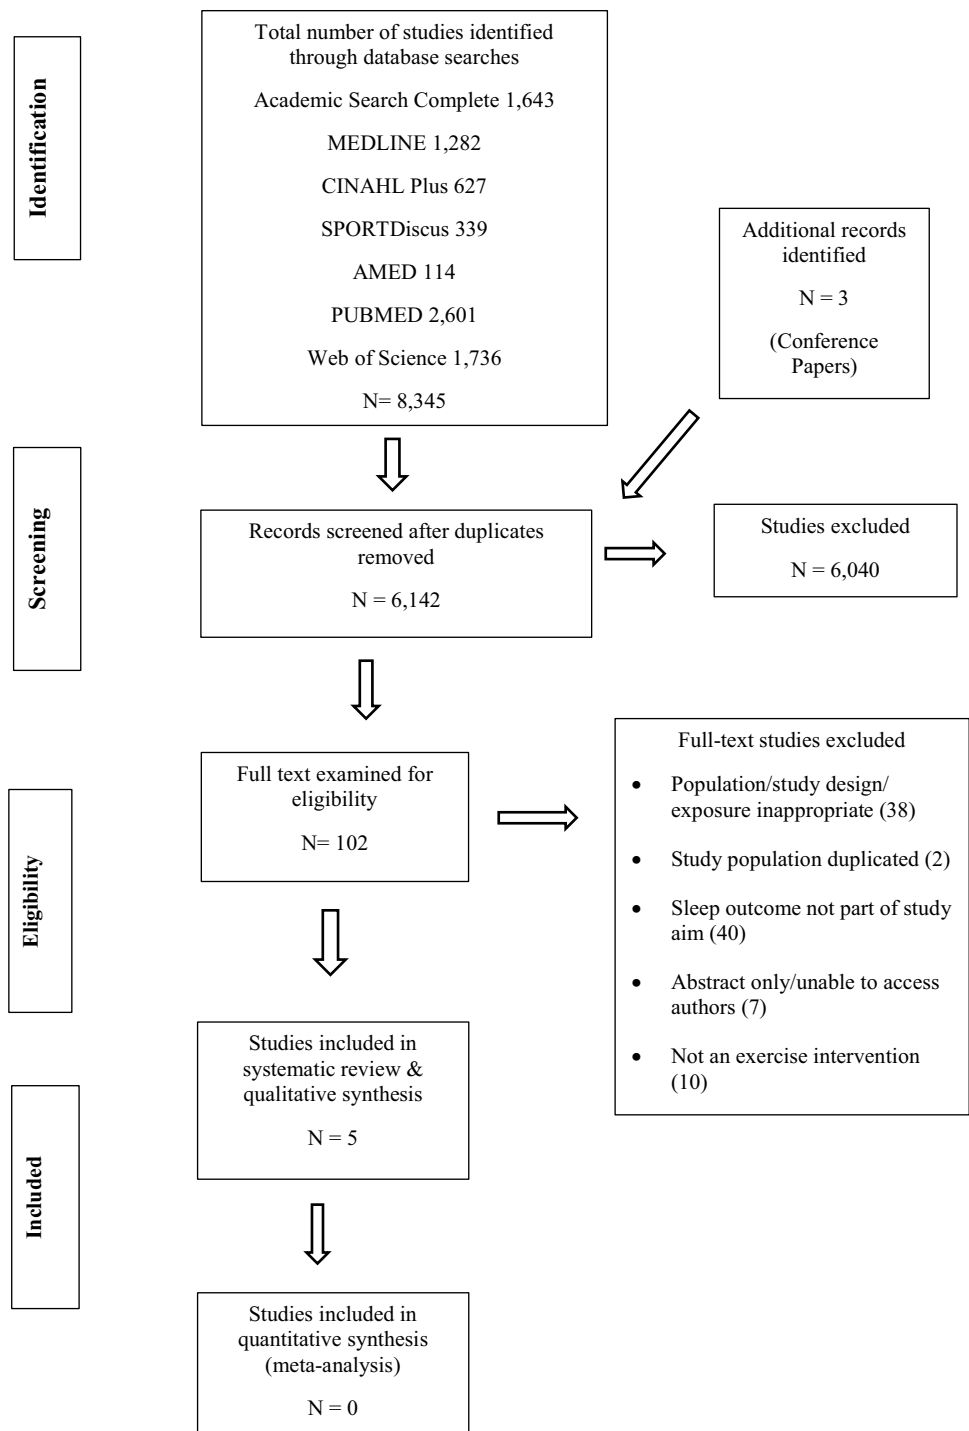 Identification
Total number of studies identified
through database searches
Academic Search Complete 1,643
MEDLINE 1,282
CINAHL Plus 627
SPORTDiscus 339
AMED 114
PUBMED 2,601
Web of Science 1,736
N= 8,345
Additional records
identified
N = 3
(Conference
Papers)
Screening
Records screened after duplicates
removed
N = 6,142
Studies excluded
N = 6,040
Eligibility
Full text examined for
eligibility
N= 102
Full-text studies excluded
• Population/study design/
exposure inappropriate (38)
• Study population duplicated (2)
• Sleep outcome not part of study
aim (40)
• Abstract only/unable to access
authors (7)
• Not an exercise intervention
(10)
Included
Studies included in
systematic review &
qualitative synthesis
N = 5
Studies included in
quantitative synthesis
(meta-analysis)
N = 0